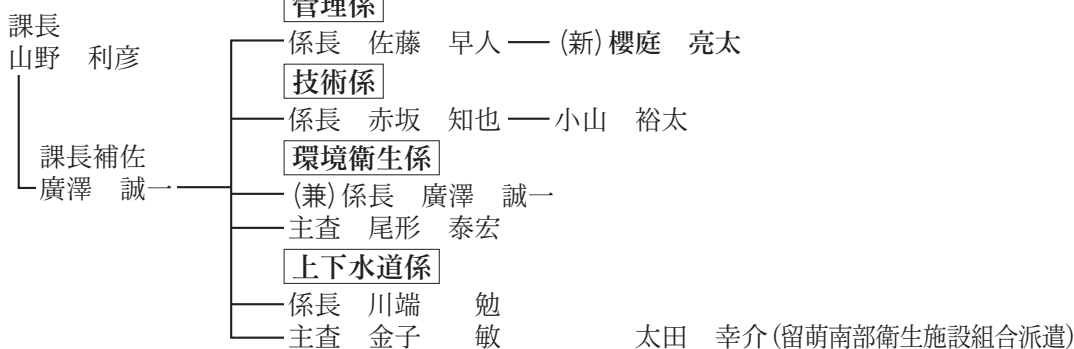 管理係
課長
係長　佐藤　早人 ― (新) 櫻庭　亮太
山野　利彦
技術係
係長　赤坂　知也 ― 小山　裕太
課長補佐
環境衛生係
廣澤　誠一
(兼) 係長　廣澤　誠一
主査　尾形　泰宏
上下水道係
係長　川端　　勉
主査　金子　　敏　　　　太田　幸介 (留萌南部衛生施設組合派遣)